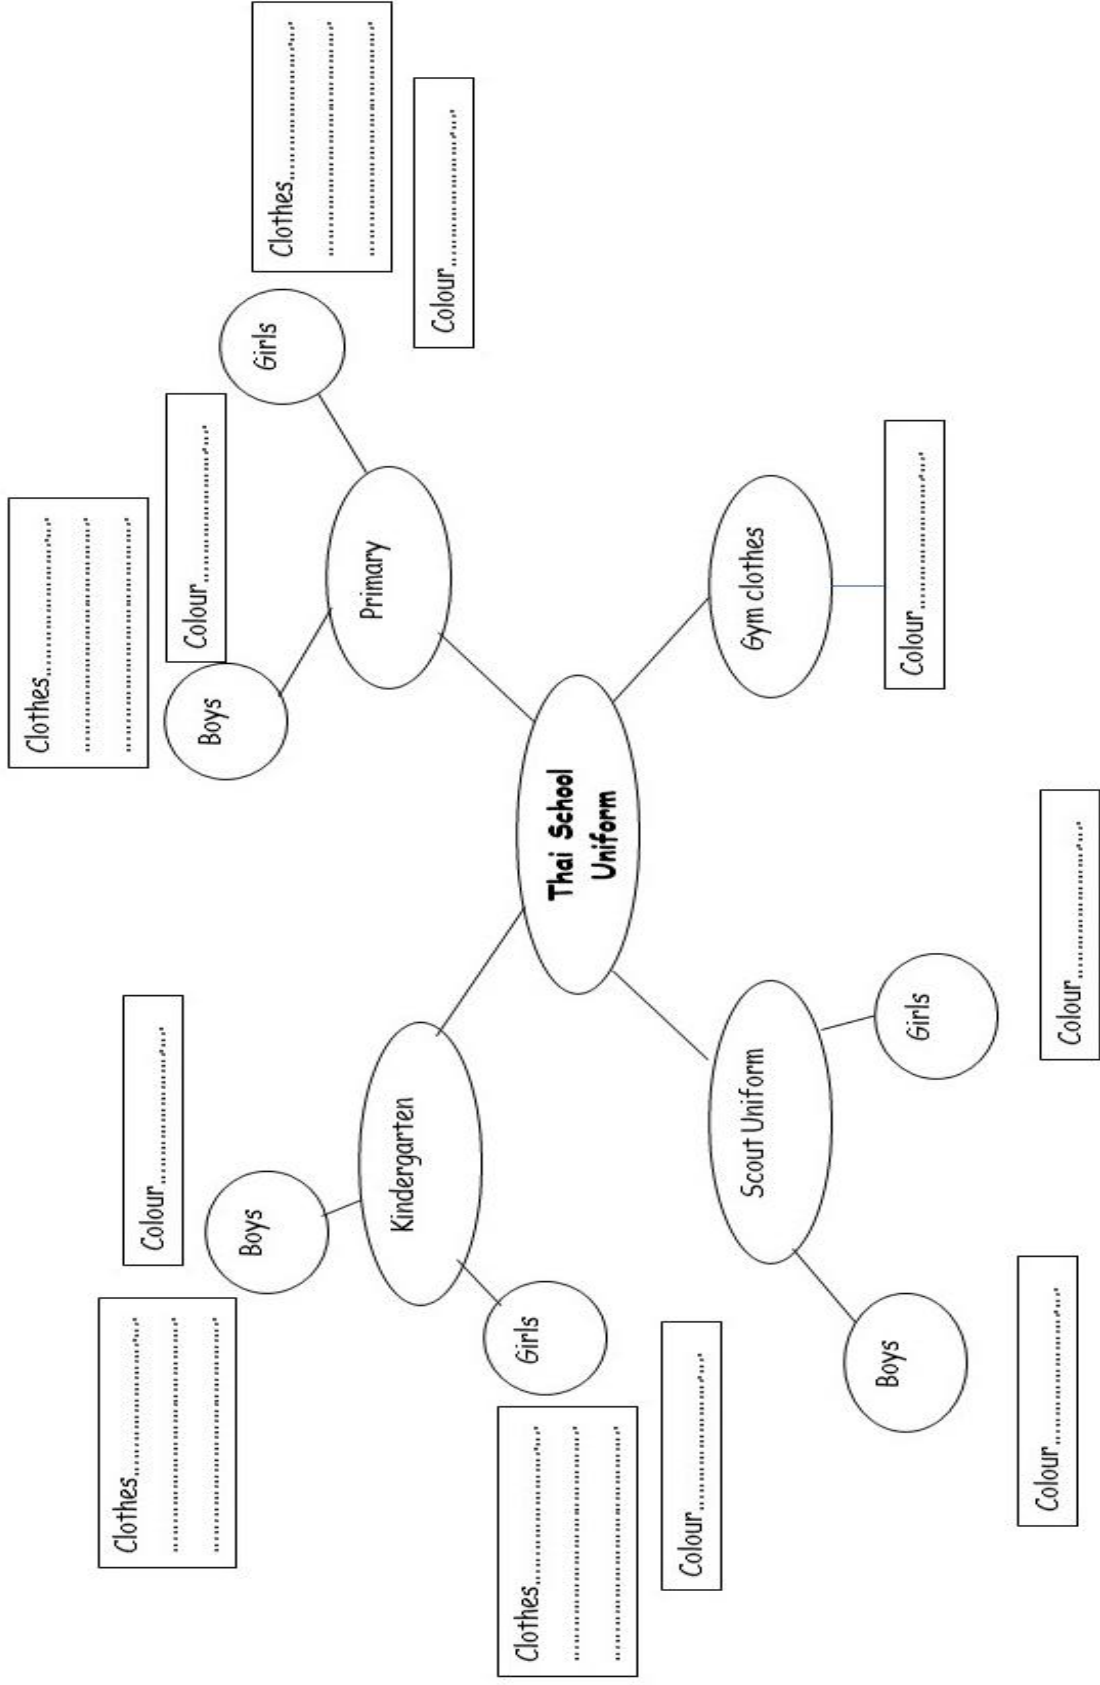 Clothes..........................
......................................
......................................
Clothes..........................
......................................
......................................
Colour..........................
Colour..........................
Boys
Boys
Girls
Clothes..........................
......................................
......................................
Primary
Kindergarten
Colour..........................
Clothes..........................
......................................
......................................
Girls
Thai School
Uniform
Colour..........................
Scout Uniform
Gym clothes
Boys
Girls
Colour..........................
Colour..........................
Colour..........................